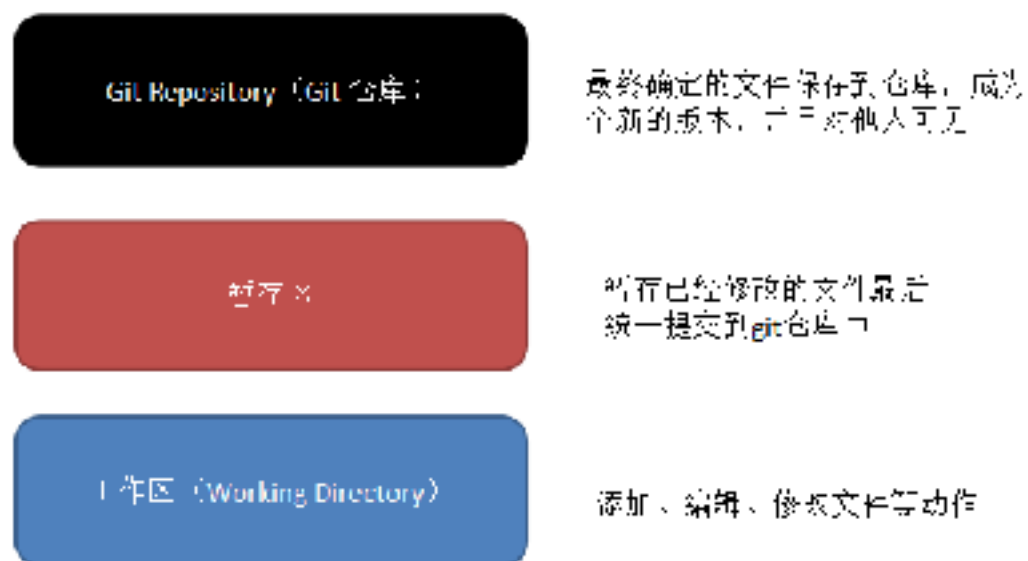 Git Repository（Git 仓库）
最终确定的文件保存到仓库，成为
个新的版本，并且对他人可见
暂存区
暂存已经修改的文件最后
统一提交到git仓库中
工作区（Working Directory）
添加、编辑、修改文件等动作